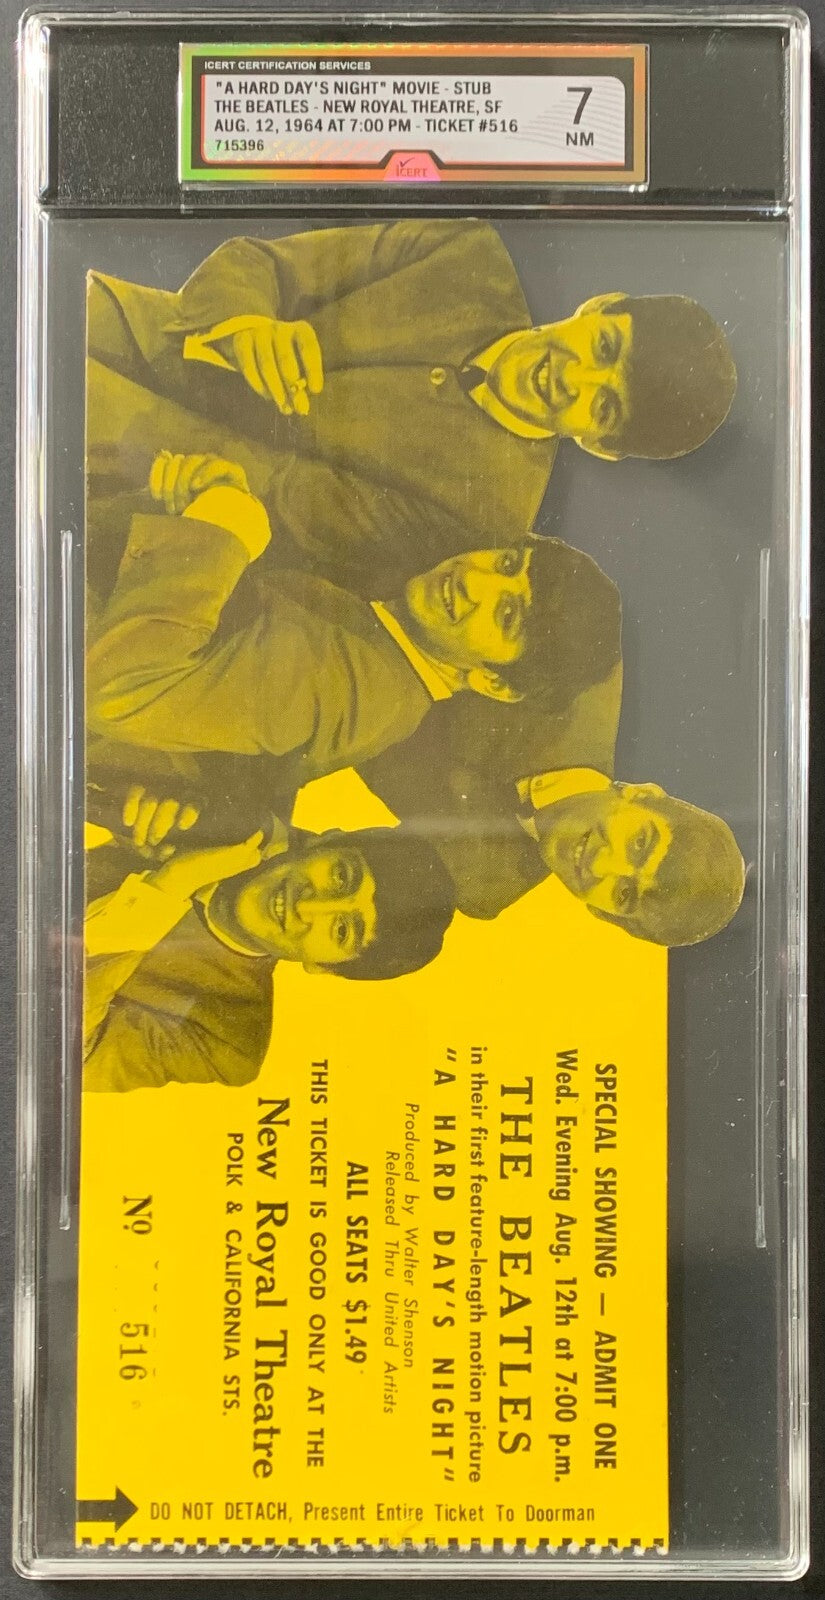 ICERT CERTIFICATION SERVICES
"A HARD DAY'S NIGHT" MOVIE - STUB
THE BEATLES - NEW ROYAL THEATRE, SF
AUG. 12, 1964 AT 7:00 PM - TICKET #516
715396
7
NM
ICERT
SPECIAL SHOWING — ADMIT ONE
Wed. Evening Aug. 12th at 7:00 p.m.
THE BEATLES
in their first feature-length motion picture
"A HARD DAY'S NIGHT"
Produced by Walter Shenson
Released Thru United Artists
ALL SEATS $1.49
THIS TICKET IS GOOD ONLY AT THE
New Royal Theatre
POLK & CALIFORNIA STS.
No 516
DO NOT DETACH, Present Entire Ticket To Doorman